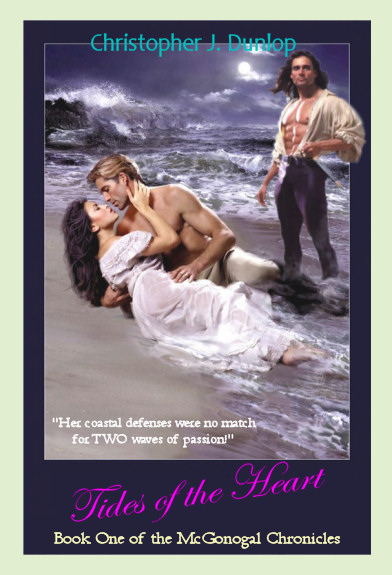 Christopher J. Dunlop
"Her coastal defenses were no match
for TWO waves of passion!"
Tides of the Heart
Book One of the McGonogal Chronicles